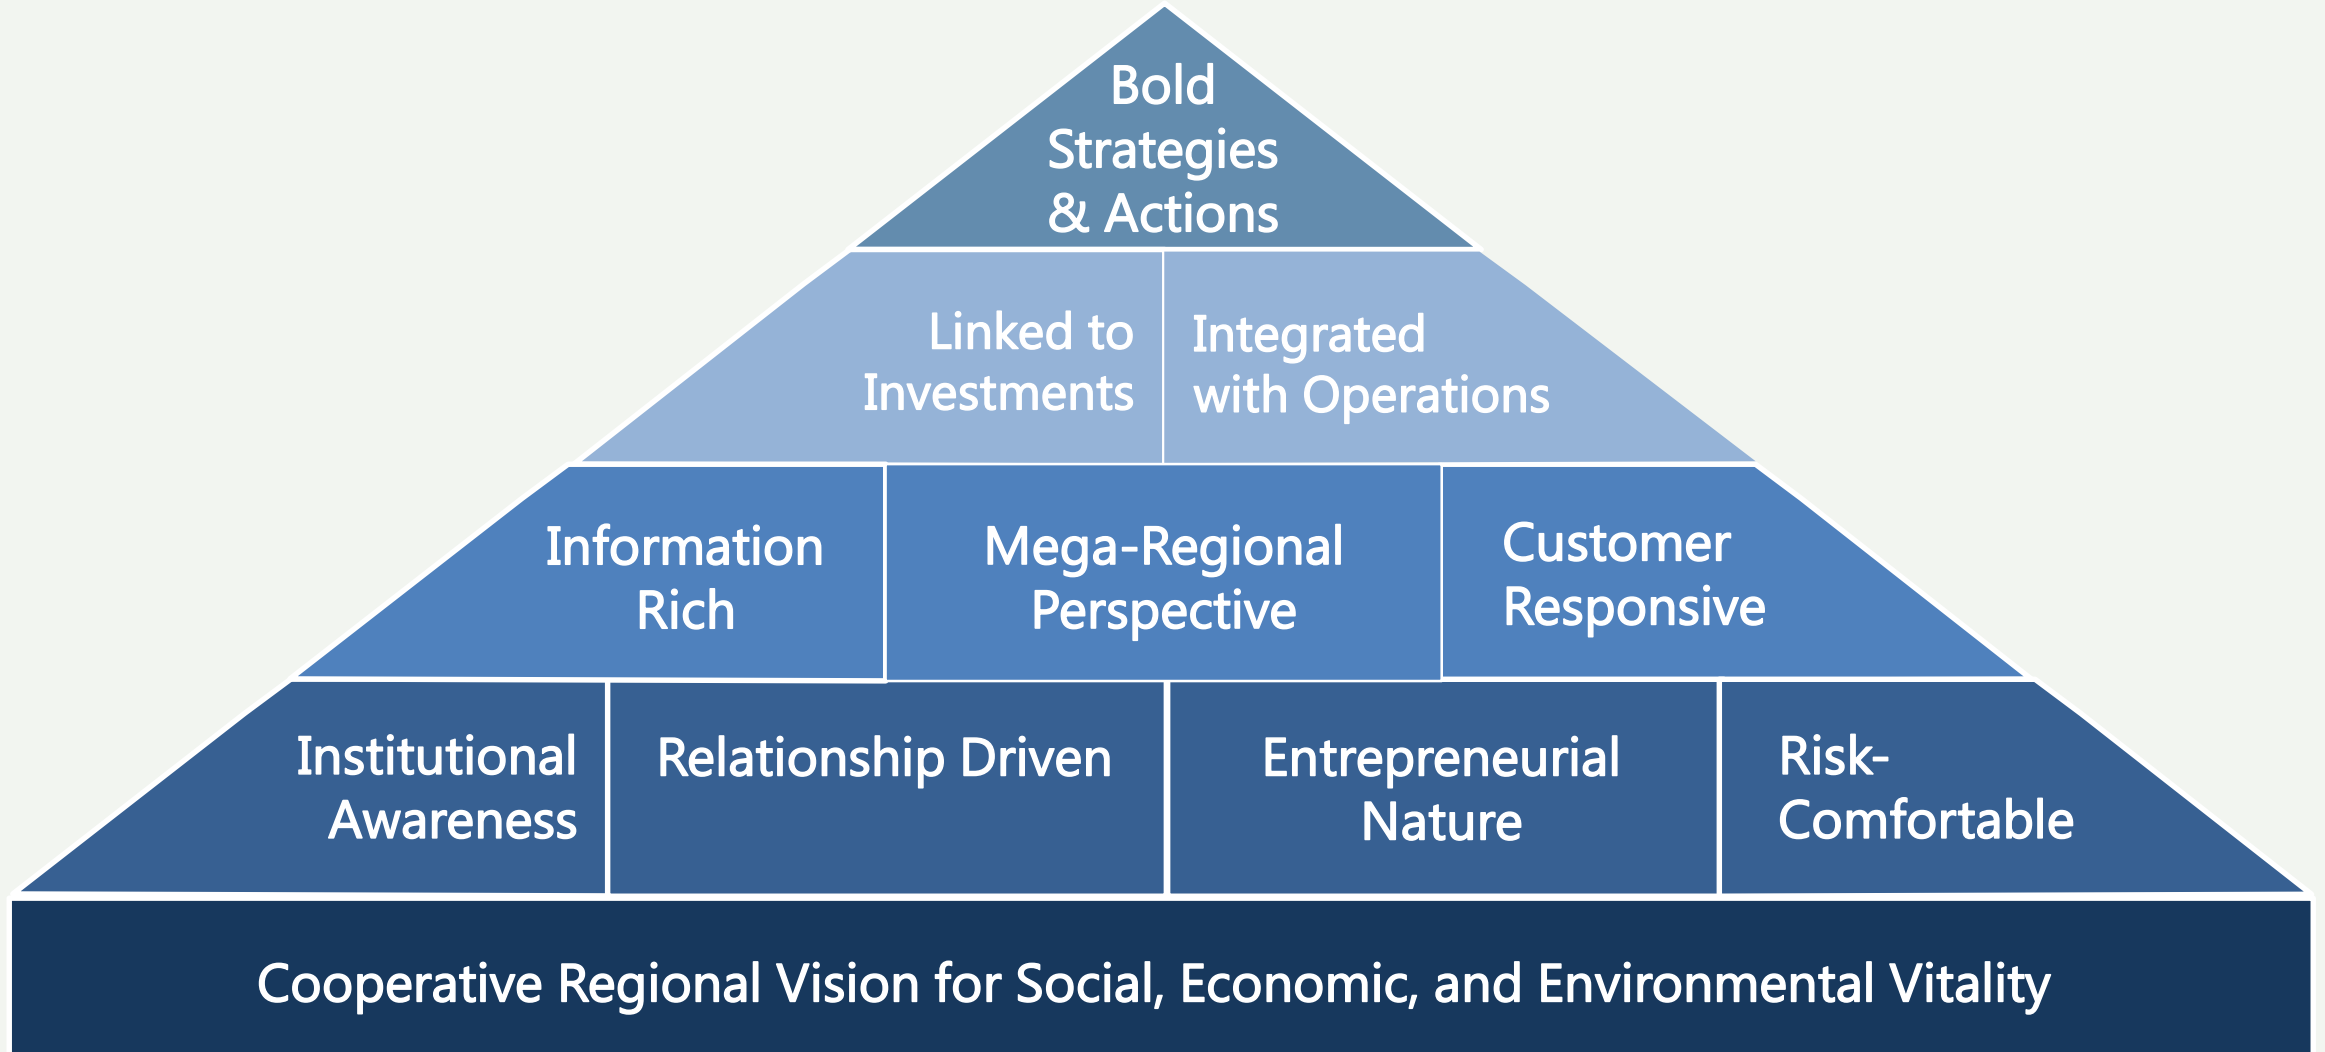 Bold
Strategies
& Actions
Linked to
Investments
Integrated
with Operations
Information
Rich
Mega-Regional
Perspective
Customer
Responsive
Institutional
Awareness
Relationship Driven
Entrepreneurial
Nature
Risk-
Comfortable
Cooperative Regional Vision for Social, Economic, and Environmental Vitality